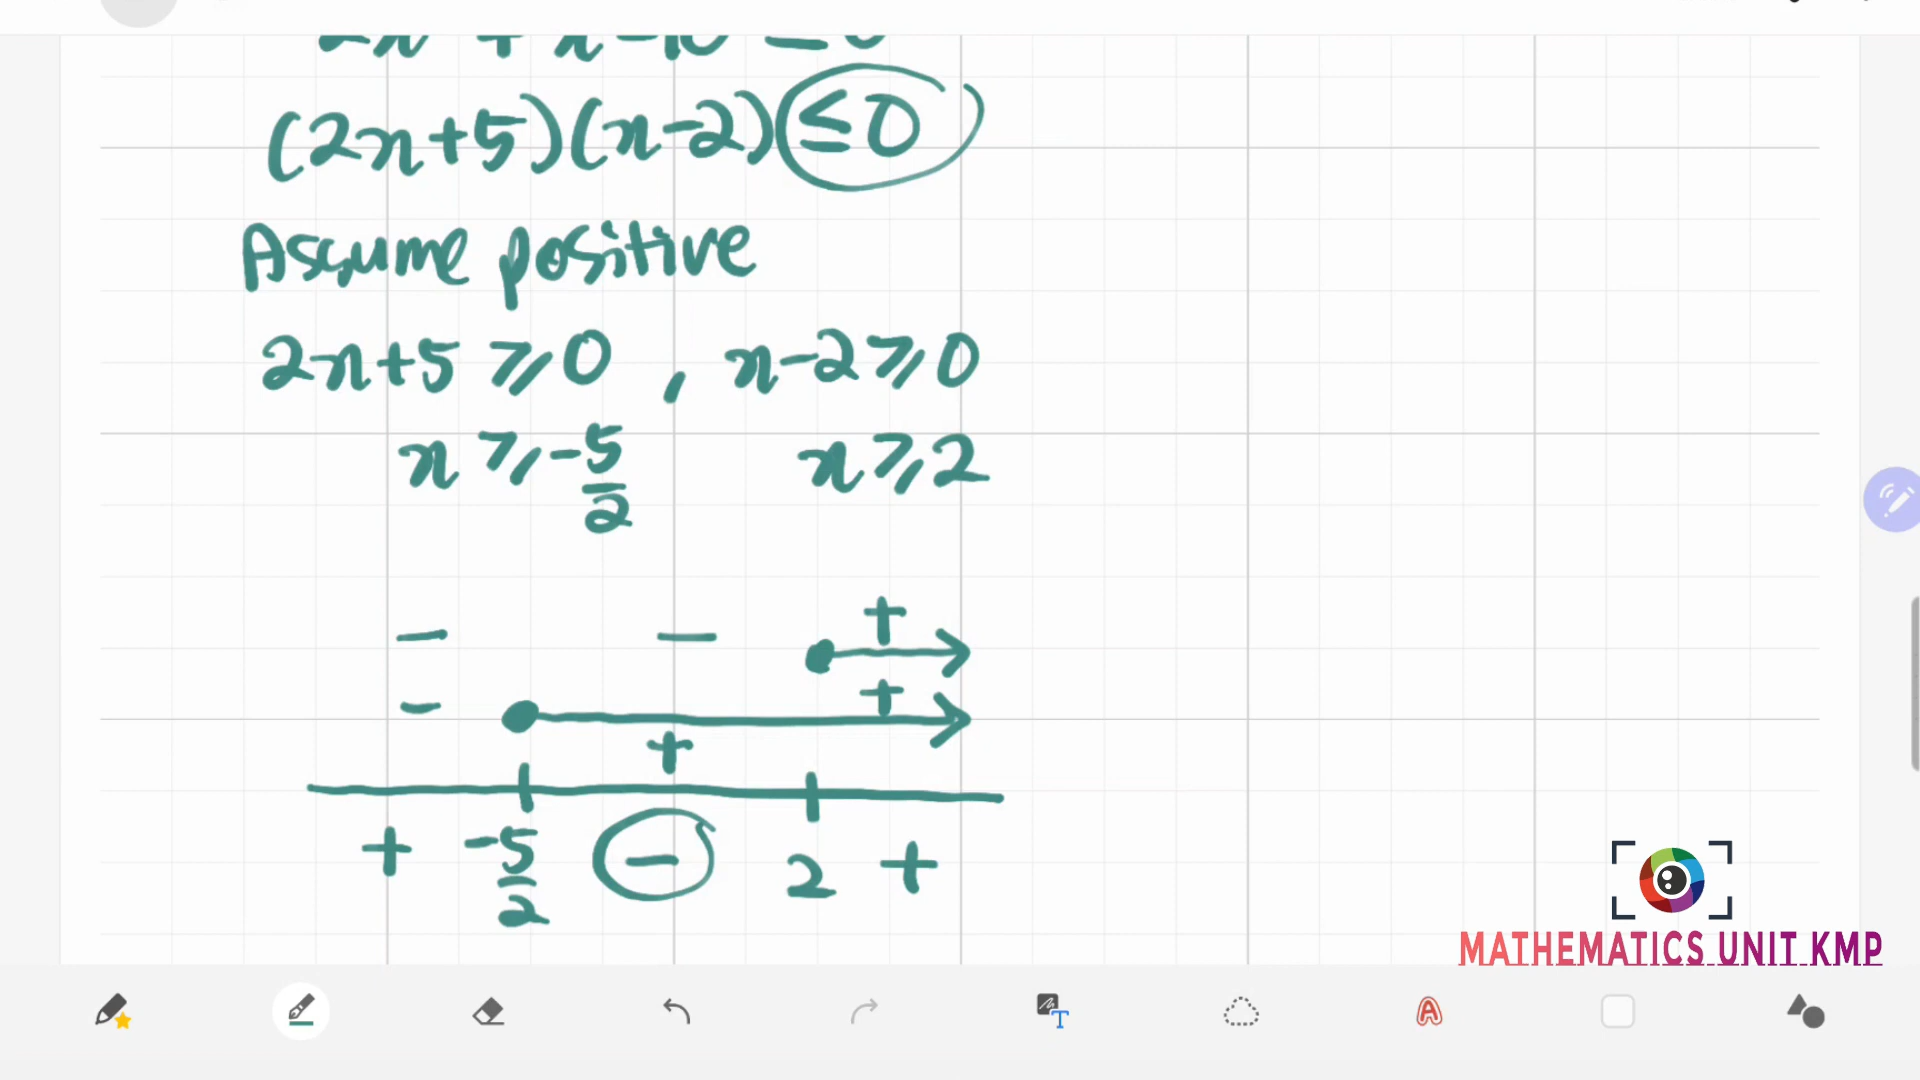 (2x+5)(x-2) ≤ 0
Assume positive
2x+5 ⩾ 0 , x-2 ⩾ 0
x ⩾ -5/2 x ⩾ 2
− − +
− +
+
+ -5/2 − 2 +
MATHEMATICS UNIT KMP